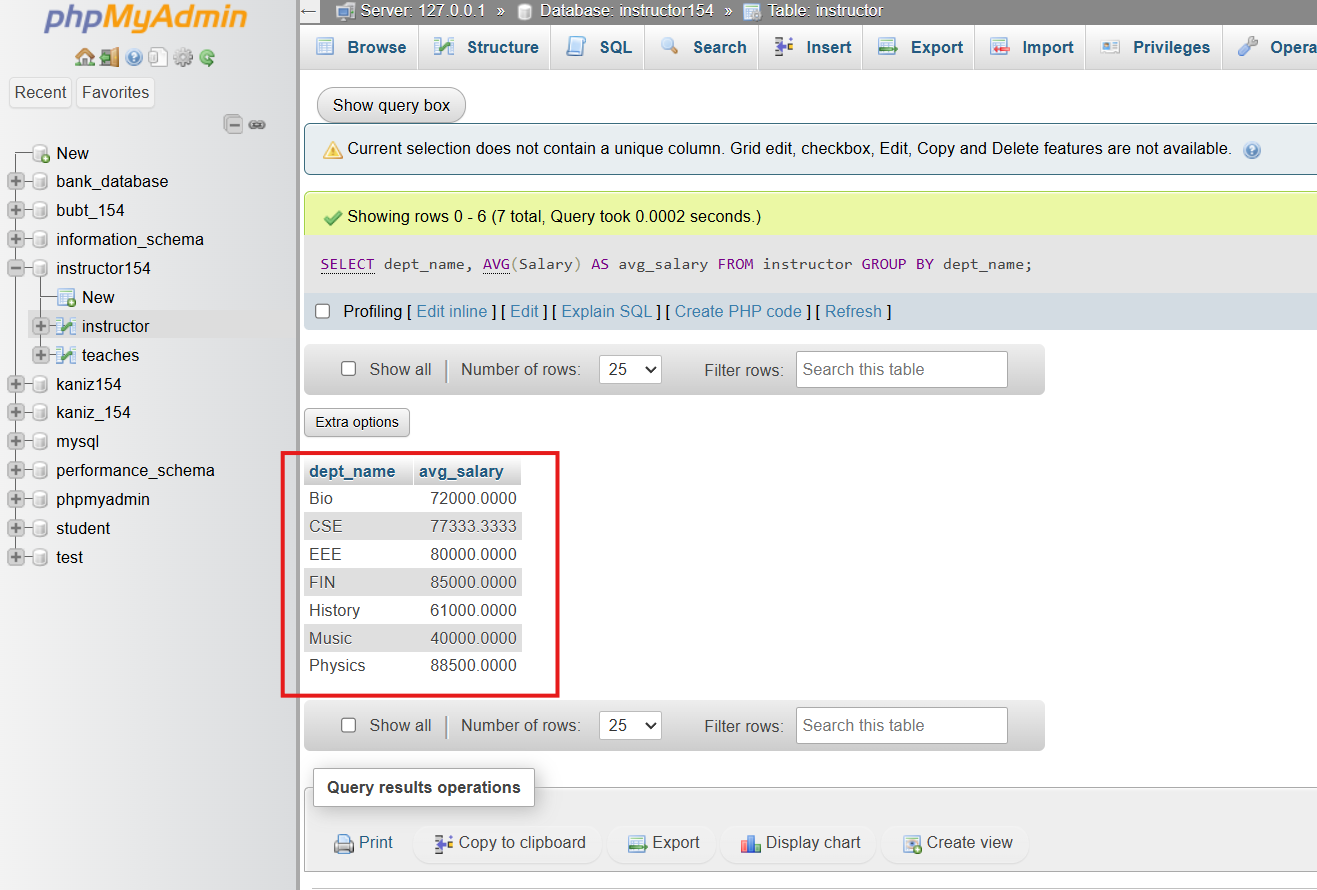 phpMyAdmin
Recent Favorites
New
bank_database
bubt_154
information_schema
instructor154
New
instructor
teaches
kaniz154
kaniz_154
mysql
performance_schema
phpmyadmin
student
test
← Server: 127.0.0.1 » Database: instructor154 » Table: instructor
Browse Structure SQL Search Insert Export Import Privileges Opera
Show query box
Current selection does not contain a unique column. Grid edit, checkbox, Edit, Copy and Delete features are not available.
Showing rows 0 - 6 (7 total, Query took 0.0002 seconds.)
SELECT dept_name, AVG(Salary) AS avg_salary FROM instructor GROUP BY dept_name;
Profiling [ Edit inline ] [ Edit ] [ Explain SQL ] [ Create PHP code ] [ Refresh ]
Show all | Number of rows: 25 Filter rows: Search this table
Extra options
dept_name avg_salary
Bio 72000.0000
CSE 77333.3333
EEE 80000.0000
FIN 85000.0000
History 61000.0000
Music 40000.0000
Physics 88500.0000
Show all | Number of rows: 25 Filter rows: Search this table
Query results operations
Print Copy to clipboard Export Display chart Create view